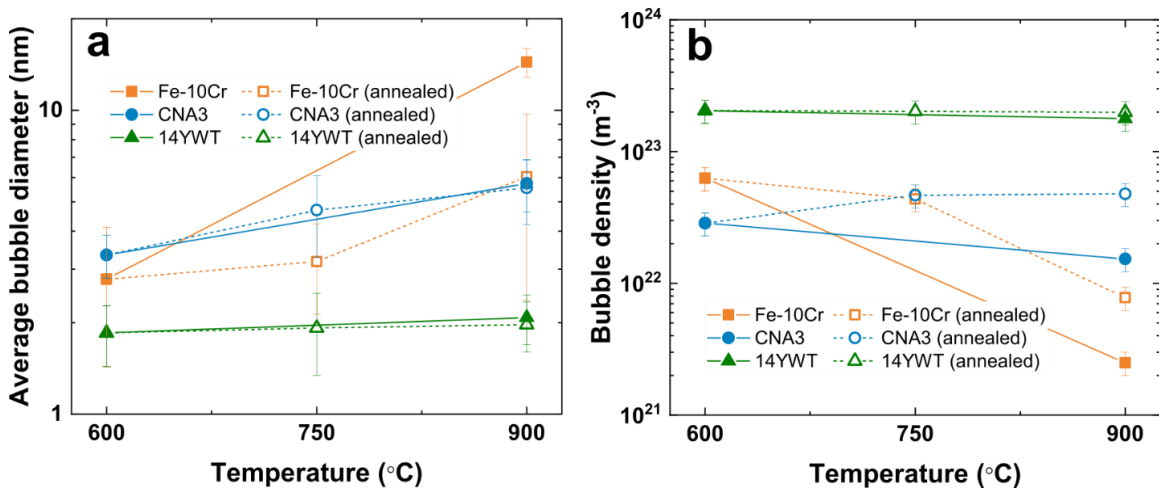 a
Average bubble diameter (nm)
10
1
Fe-10Cr
Fe-10Cr (annealed)
CNA3
CNA3 (annealed)
14YWT
14YWT (annealed)
600
750
900
Temperature (°C)
b
Bubble density (m⁻³)
10²⁴
10²³
10²²
10²¹
Fe-10Cr
Fe-10Cr (annealed)
CNA3
CNA3 (annealed)
14YWT
14YWT (annealed)
600
750
900
Temperature (°C)